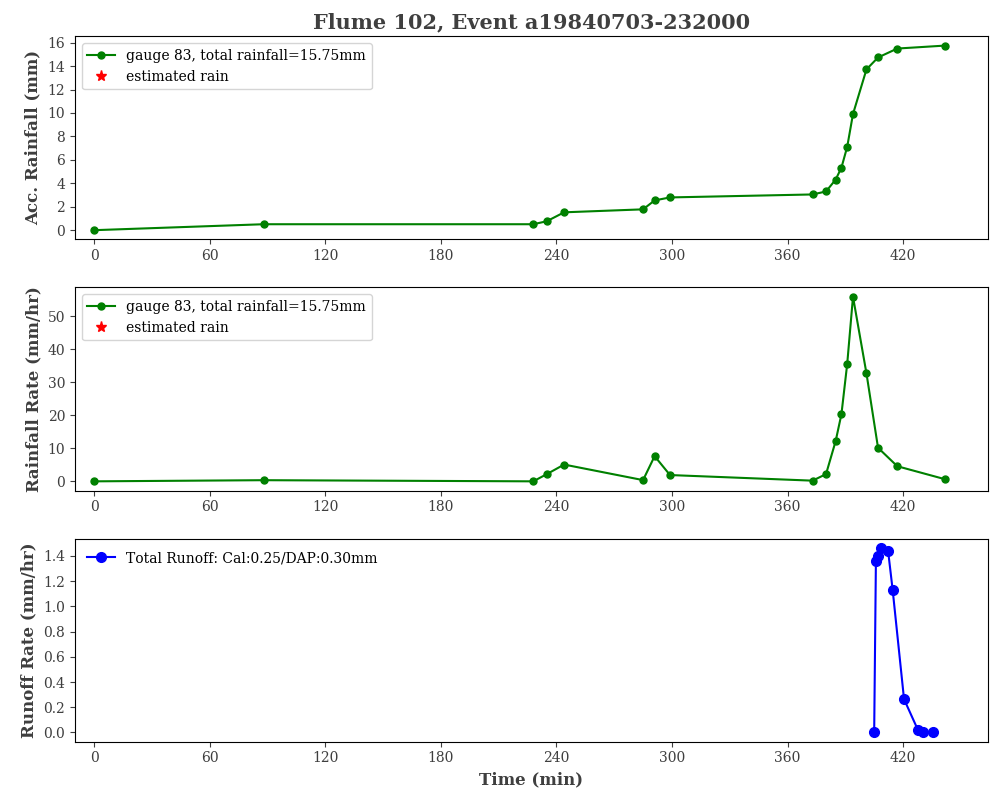 Flume 102, Event a19840703-232000
Acc. Rainfall (mm)
16
14
12
10
8
6
4
2
0
gauge 83, total rainfall=15.75mm
estimated rain
0 60 120 180 240 300 360 420
Rainfall Rate (mm/hr)
50
40
30
20
10
0
gauge 83, total rainfall=15.75mm
estimated rain
0 60 120 180 240 300 360 420
Runoff Rate (mm/hr)
1.4
1.2
1.0
0.8
0.6
0.4
0.2
0.0
Total Runoff: Cal:0.25/DAP:0.30mm
0 60 120 180 240 300 360 420
Time (min)